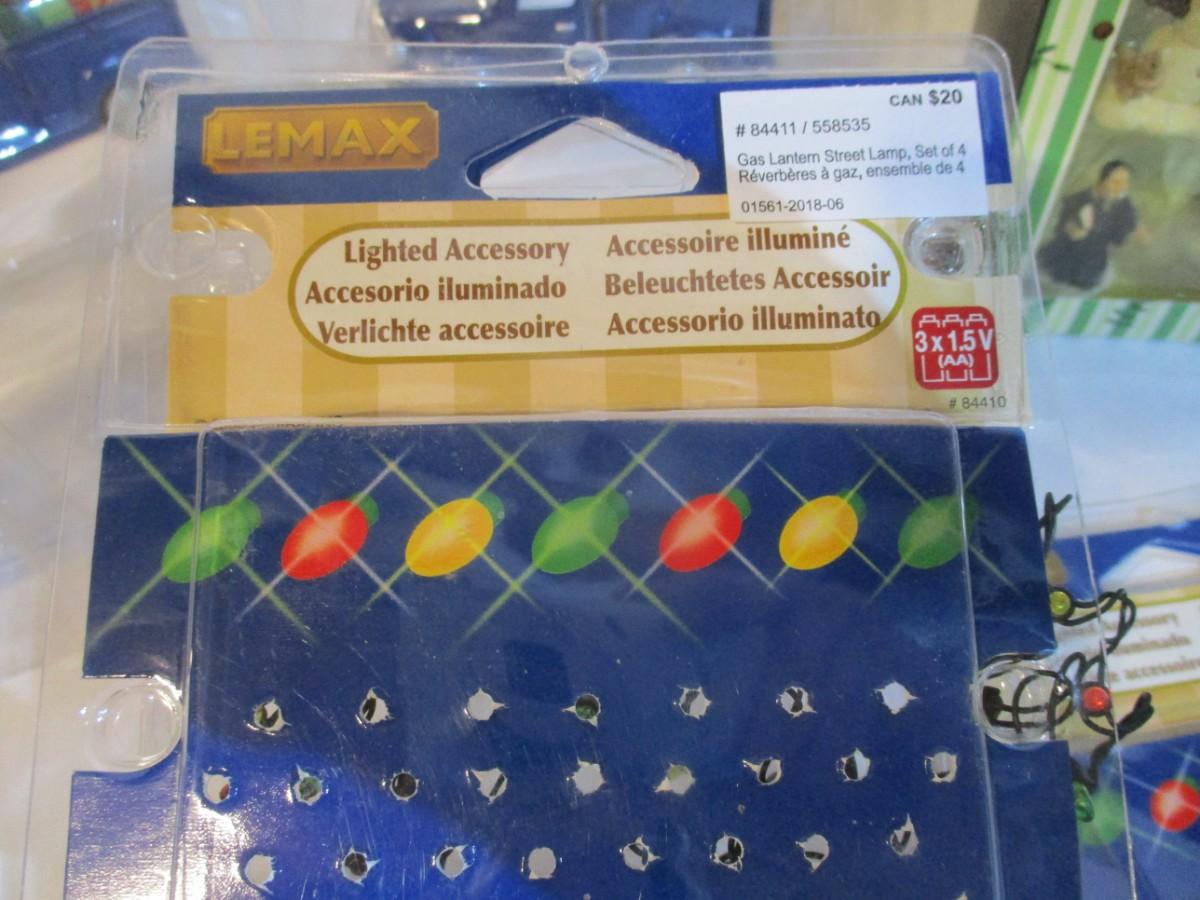 LEMAX
CAN $20
# 84411 / 558535
Gas Lantern Street Lamp, Set of 4
Réverbères à gaz, ensemble de 4
01561-2018-06
Lighted Accessory
Accesorio iluminado
Verlichte accessoire
Accessoire illuminé
Beleuchtetes Accessoir
Accessorio illuminato
3 x 1.5 V
(AA)
# 84410